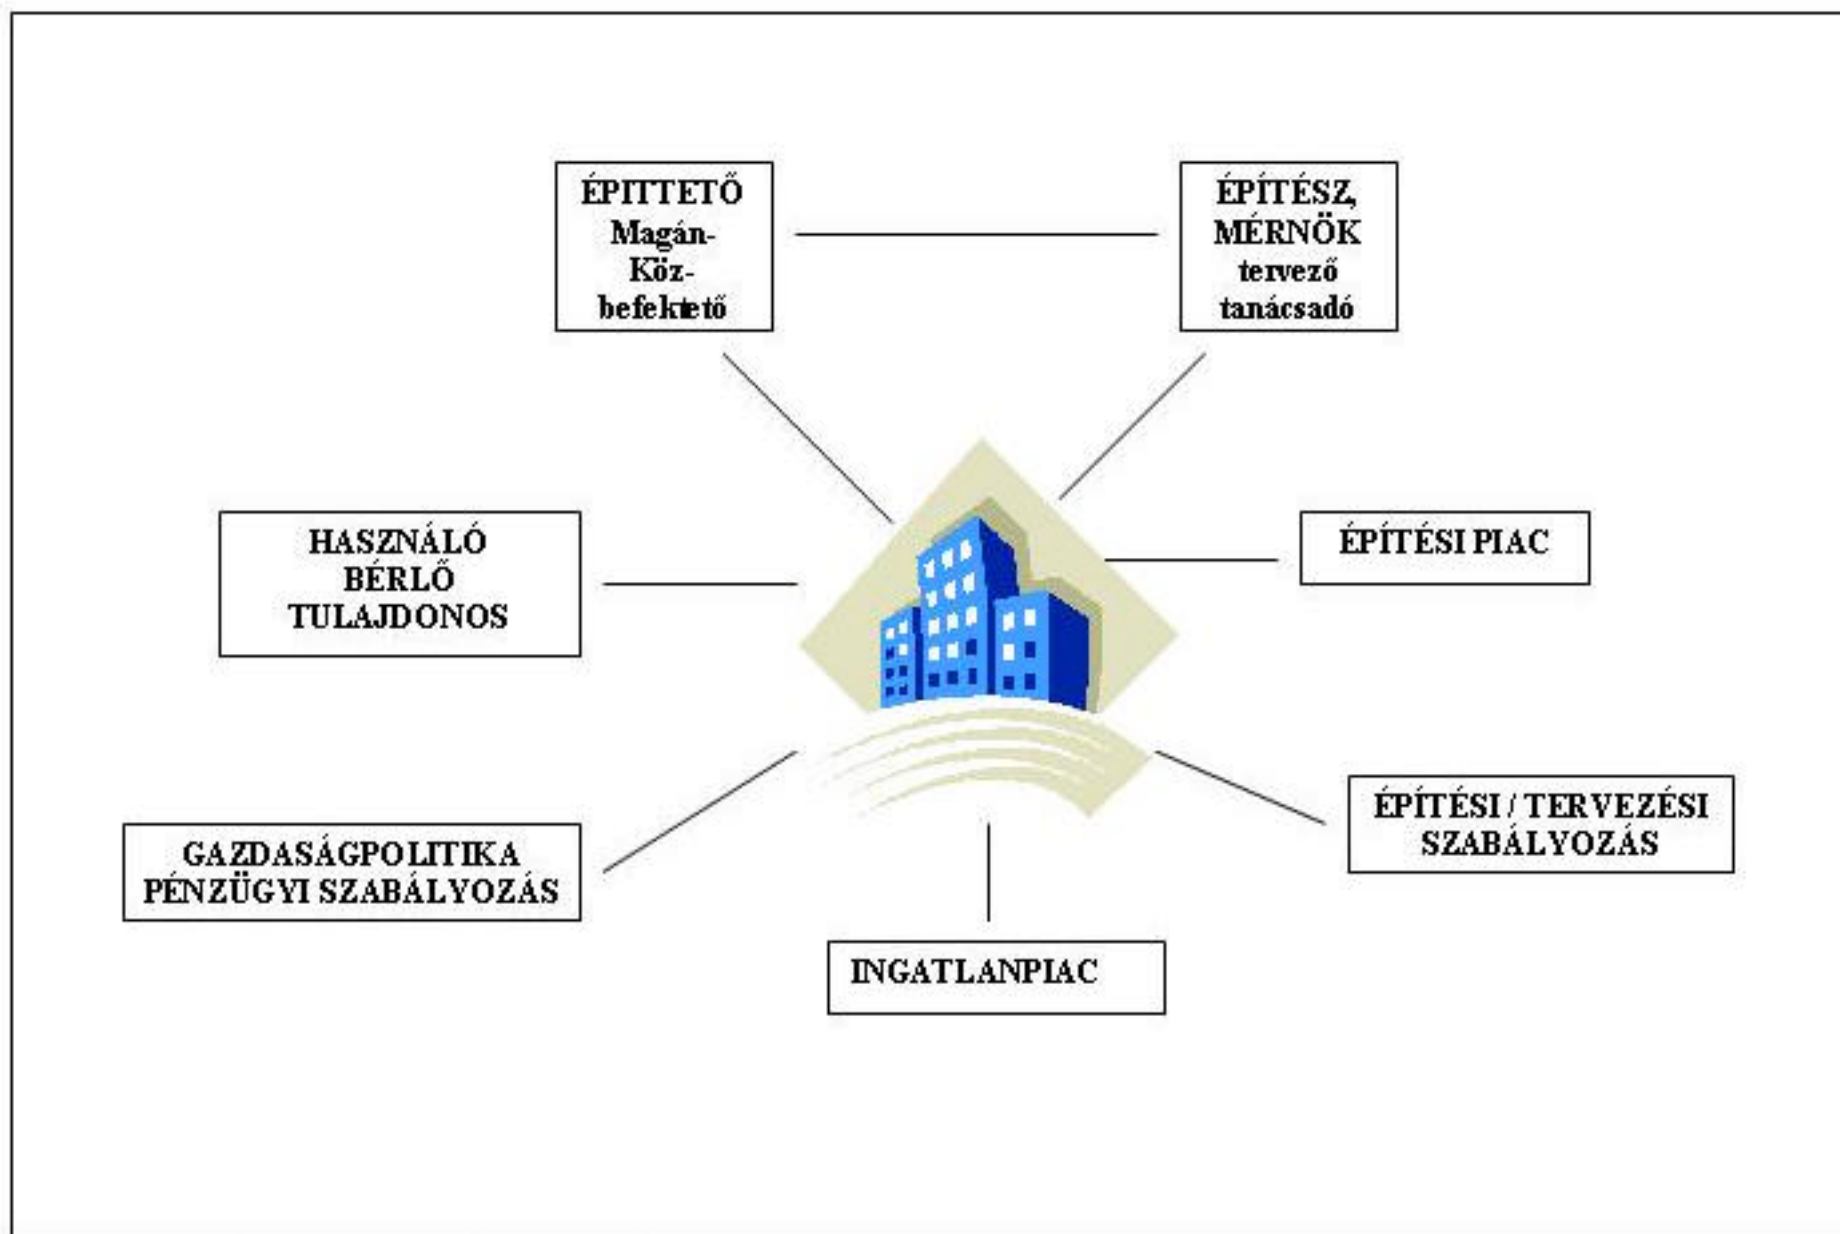 ÉPITTETŐ
Magán-
Köz-
befektető
ÉPÍTÉSZ,
MÉRNÖK
tervező
tanácsadó
HASZNÁLÓ
BÉRLŐ
TULAJDONOS
ÉPÍTÉSI PIAC
GAZDASÁGPOLITIKA
PÉNZÜGYI SZABÁLYOZÁS
ÉPÍTÉSI / TERVEZÉSI
SZABÁLYOZÁS
INGATLANPIAC